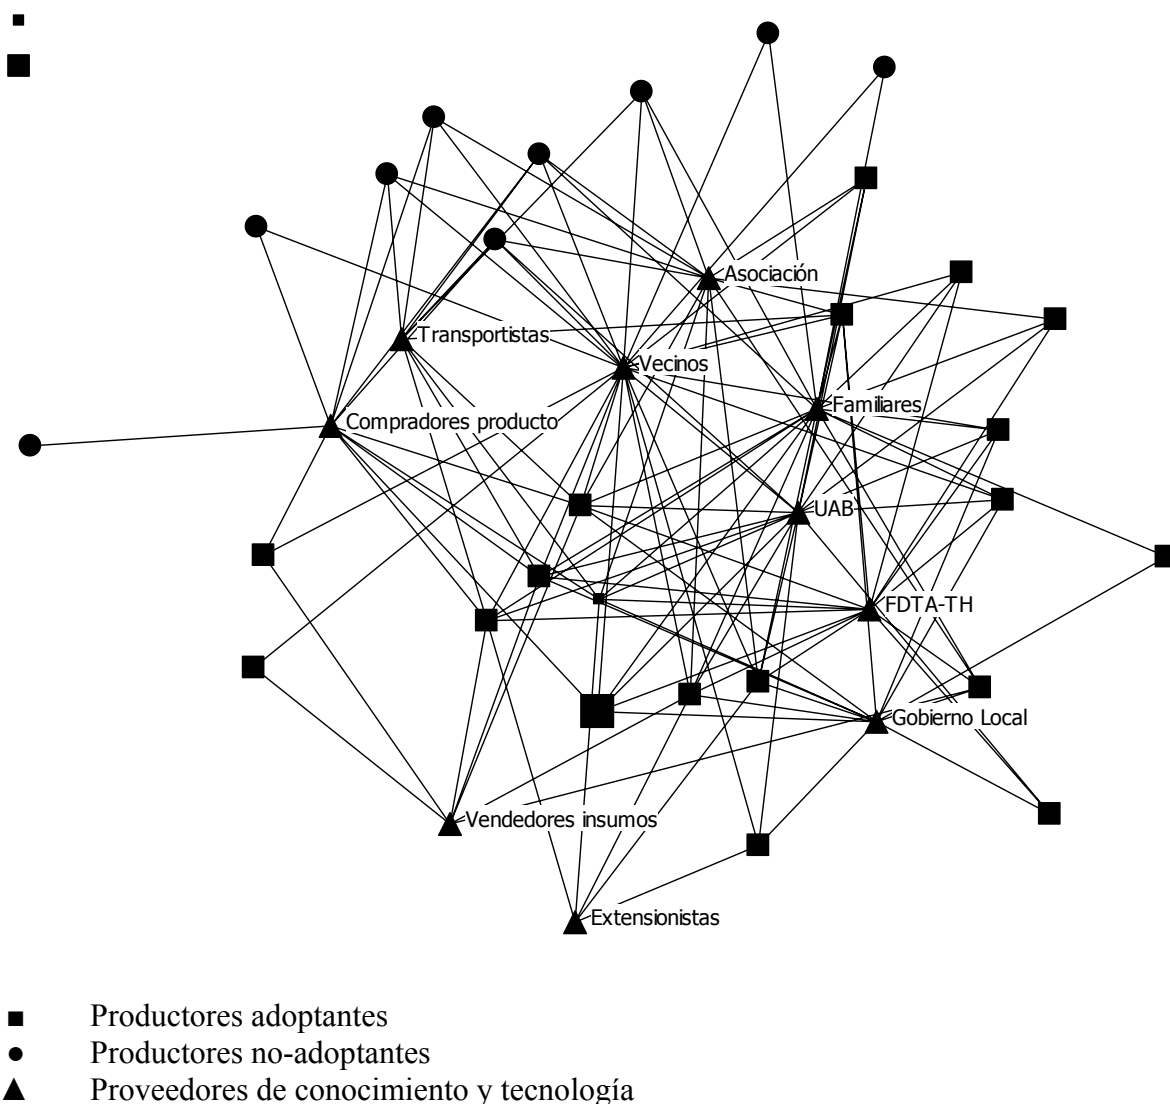 Asociación
Transportistas
Vecinos
Familiares
Compradores producto
UAB
FDTA-TH
Gobierno Local
Vendedores insumos
Extensionistas
Productores adoptantes
Productores no-adoptantes
Proveedores de conocimiento y tecnología